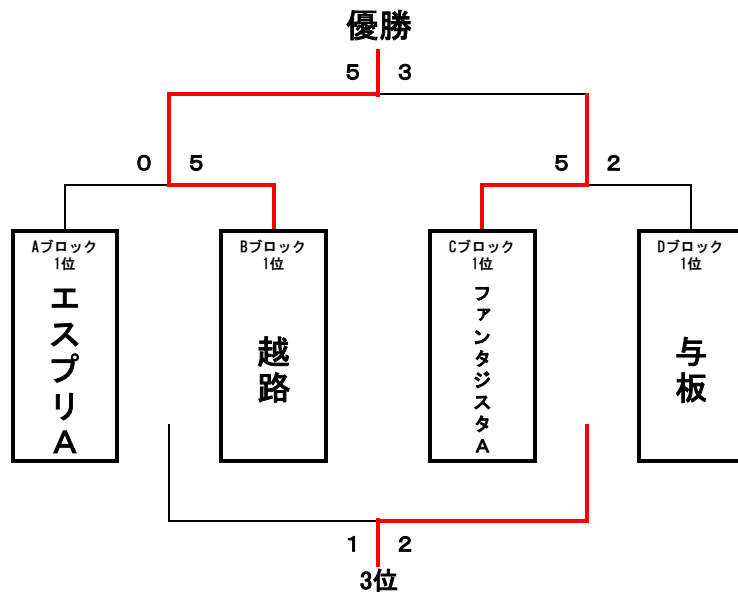 優勝
5 3
0 5
5 2
Aブロック
1位
エスプリA
Bブロック
1位
越路
Cブロック
1位
ファンタジスタA
Dブロック
1位
与板
1 2
3位